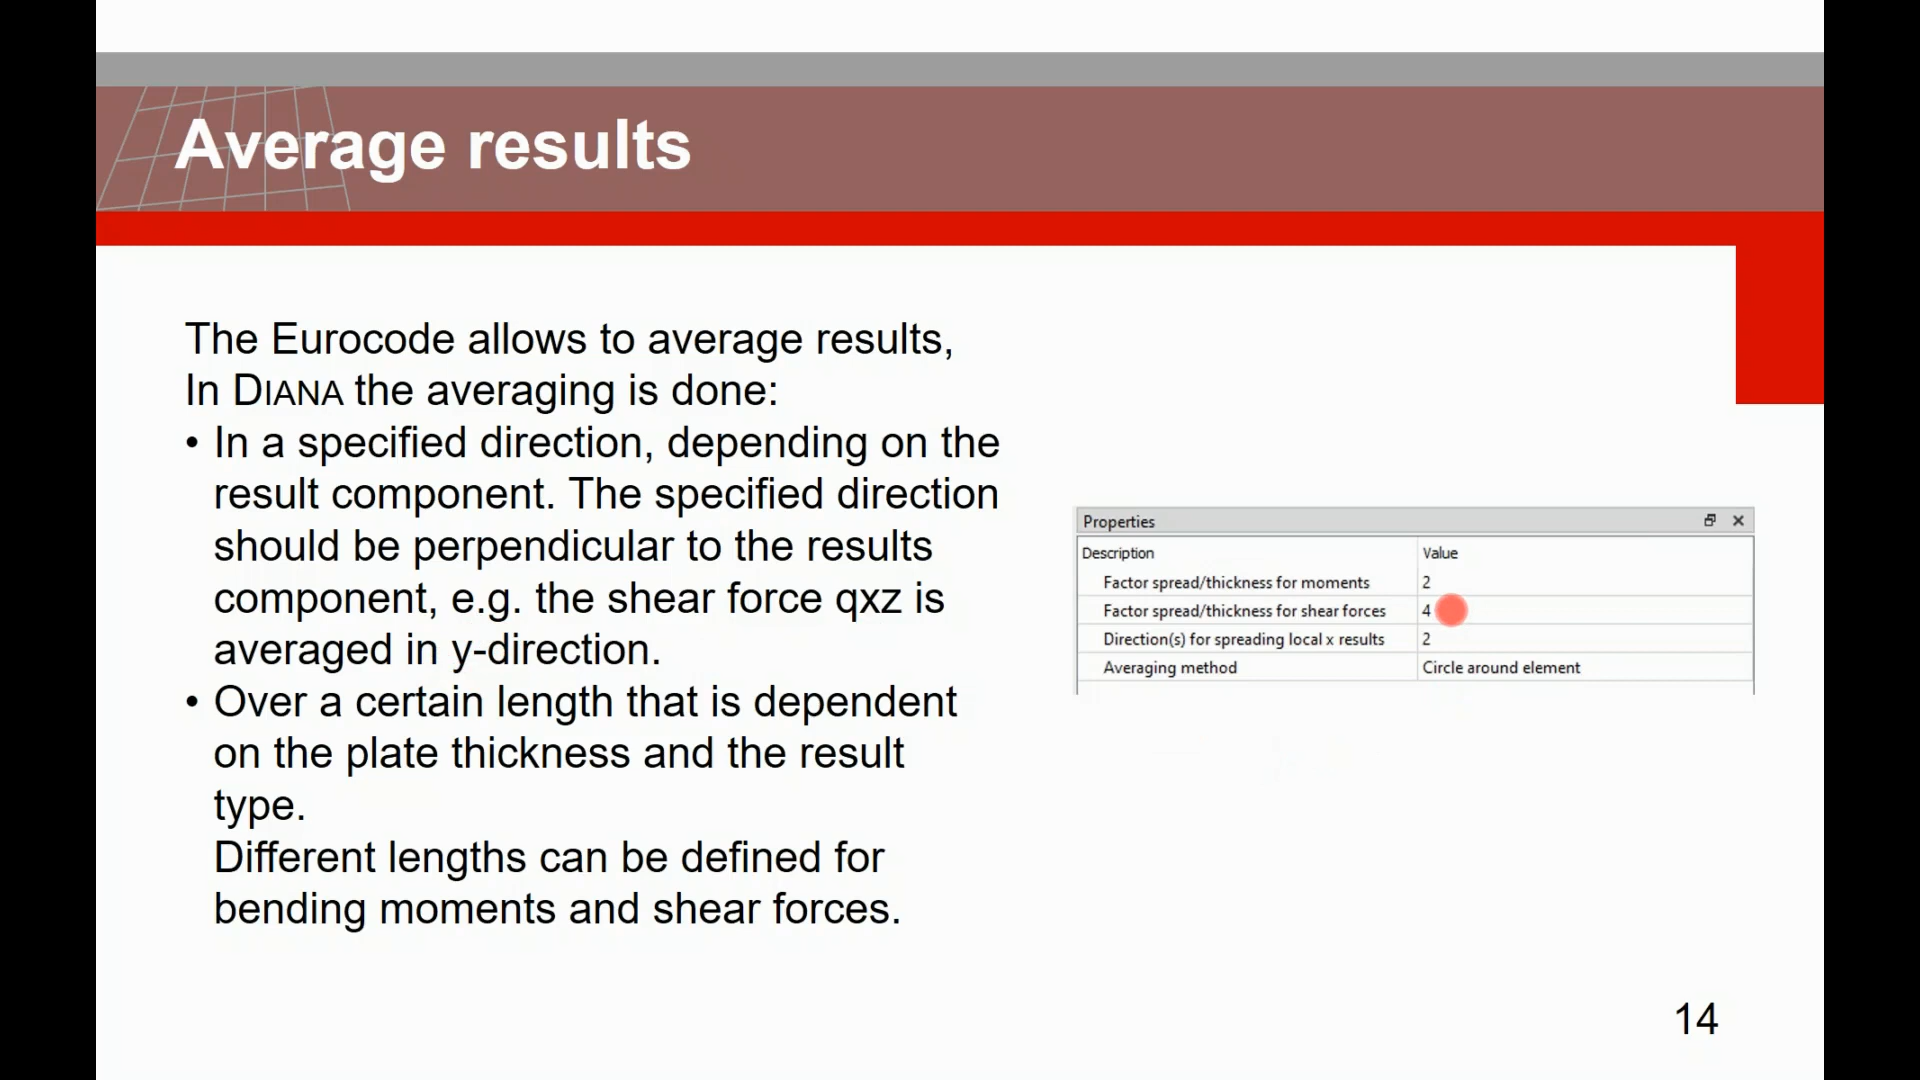 Average results
The Eurocode allows to average results,
In DIANA the averaging is done:
• In a specified direction, depending on the
result component. The specified direction
should be perpendicular to the results
component, e.g. the shear force qxz is
averaged in y-direction.
• Over a certain length that is dependent
on the plate thickness and the result
type.
Different lengths can be defined for
bending moments and shear forces.
Properties
Description Value
Factor spread/thickness for moments 2
Factor spread/thickness for shear forces 4
Direction(s) for spreading local x results 2
Averaging method Circle around element
14